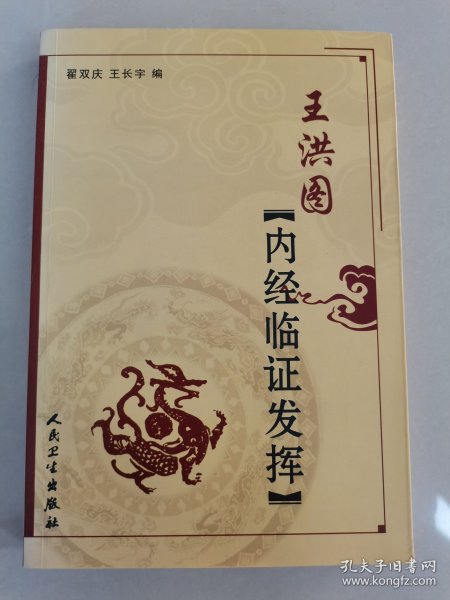 翟双庆 王长宇 编
王洪图
【内经临证发挥】
人民卫生出版社
孔夫子旧书网
www.kongfz.com